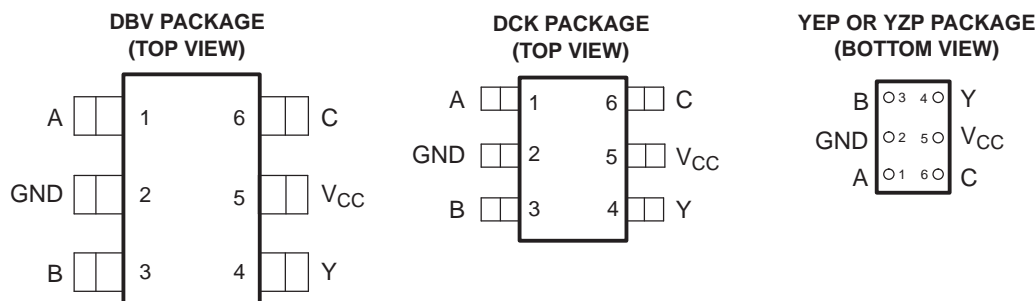 DBV PACKAGE
(TOP VIEW)
A 1 6 C
GND 2 5 VCC
B 3 4 Y
DCK PACKAGE
(TOP VIEW)
A 1 6 C
GND 2 5 VCC
B 3 4 Y
YEP OR YZP PACKAGE
(BOTTOM VIEW)
B 3 4 Y
GND 2 5 VCC
A 1 6 C